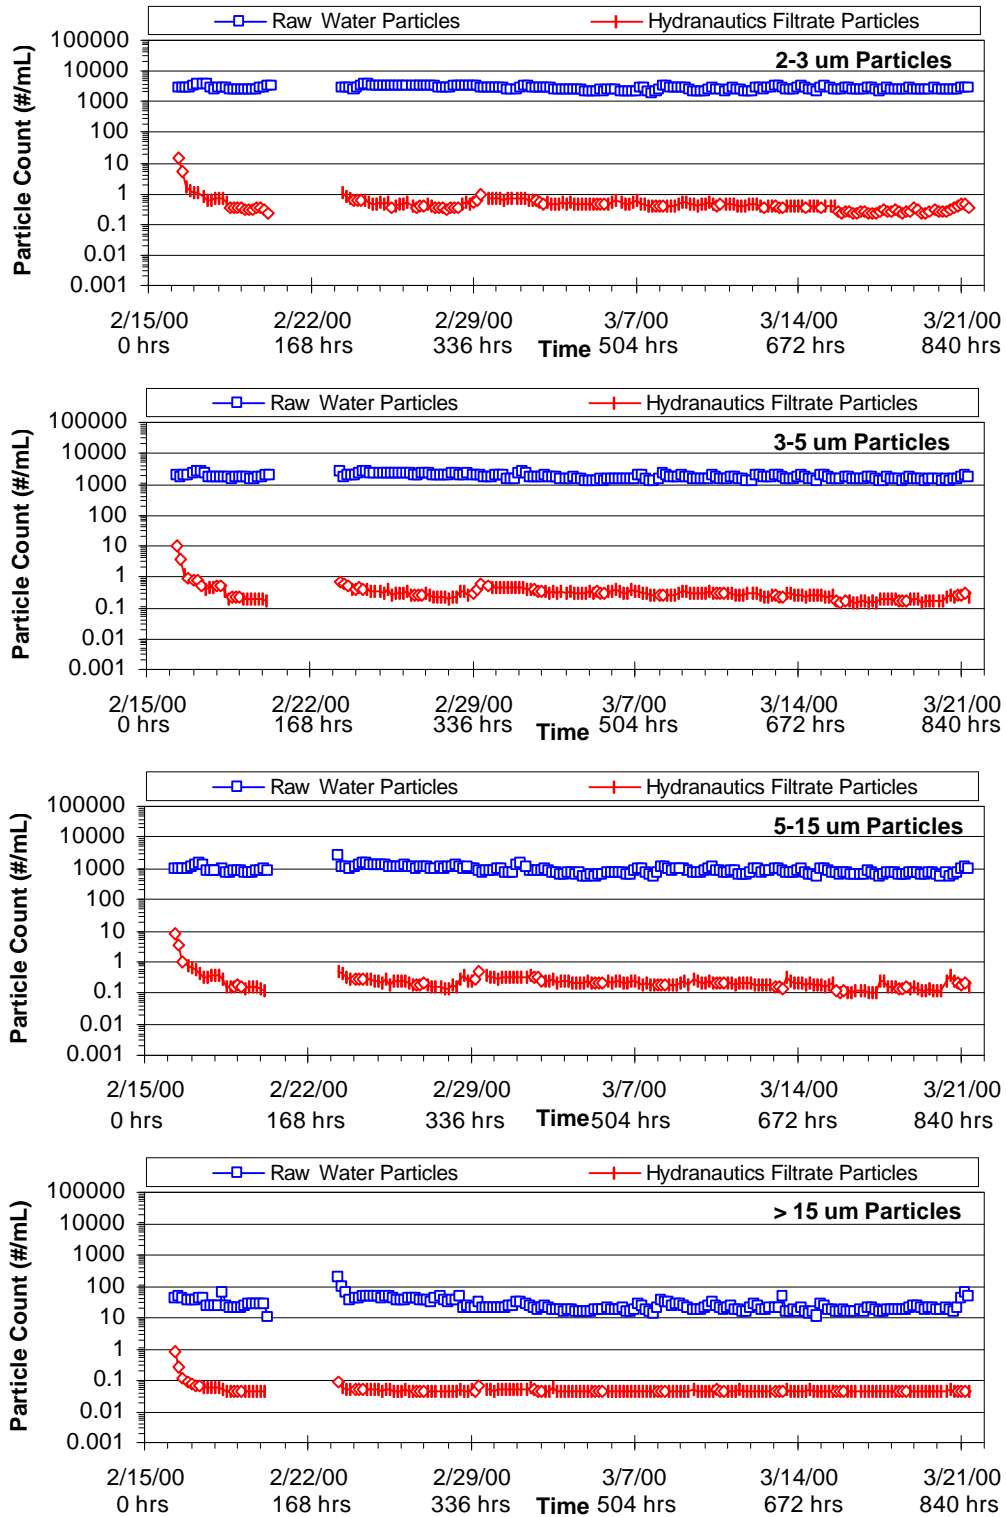 Raw Water Particles Hydranautics Filtrate Particles
2-3 um Particles
Particle Count (#/mL)
100000
10000
1000
100
10
1
0.1
0.01
0.001
2/15/00 2/22/00 2/29/00 3/7/00 3/14/00 3/21/00
0 hrs 168 hrs 336 hrs Time 504 hrs 672 hrs 840 hrs
Raw Water Particles Hydranautics Filtrate Particles
3-5 um Particles
Particle Count (#/mL)
100000
10000
1000
100
10
1
0.1
0.01
0.001
2/15/00 2/22/00 2/29/00 3/7/00 3/14/00 3/21/00
0 hrs 168 hrs 336 hrs Time 504 hrs 672 hrs 840 hrs
Raw Water Particles Hydranautics Filtrate Particles
5-15 um Particles
Particle Count (#/mL)
100000
10000
1000
100
10
1
0.1
0.01
0.001
2/15/00 2/22/00 2/29/00 3/7/00 3/14/00 3/21/00
0 hrs 168 hrs 336 hrs Time 504 hrs 672 hrs 840 hrs
Raw Water Particles Hydranautics Filtrate Particles
> 15 um Particles
Particle Count (#/mL)
100000
10000
1000
100
10
1
0.1
0.01
0.001
2/15/00 2/22/00 2/29/00 3/7/00 3/14/00 3/21/00
0 hrs 168 hrs 336 hrs Time 504 hrs 672 hrs 840 hrs